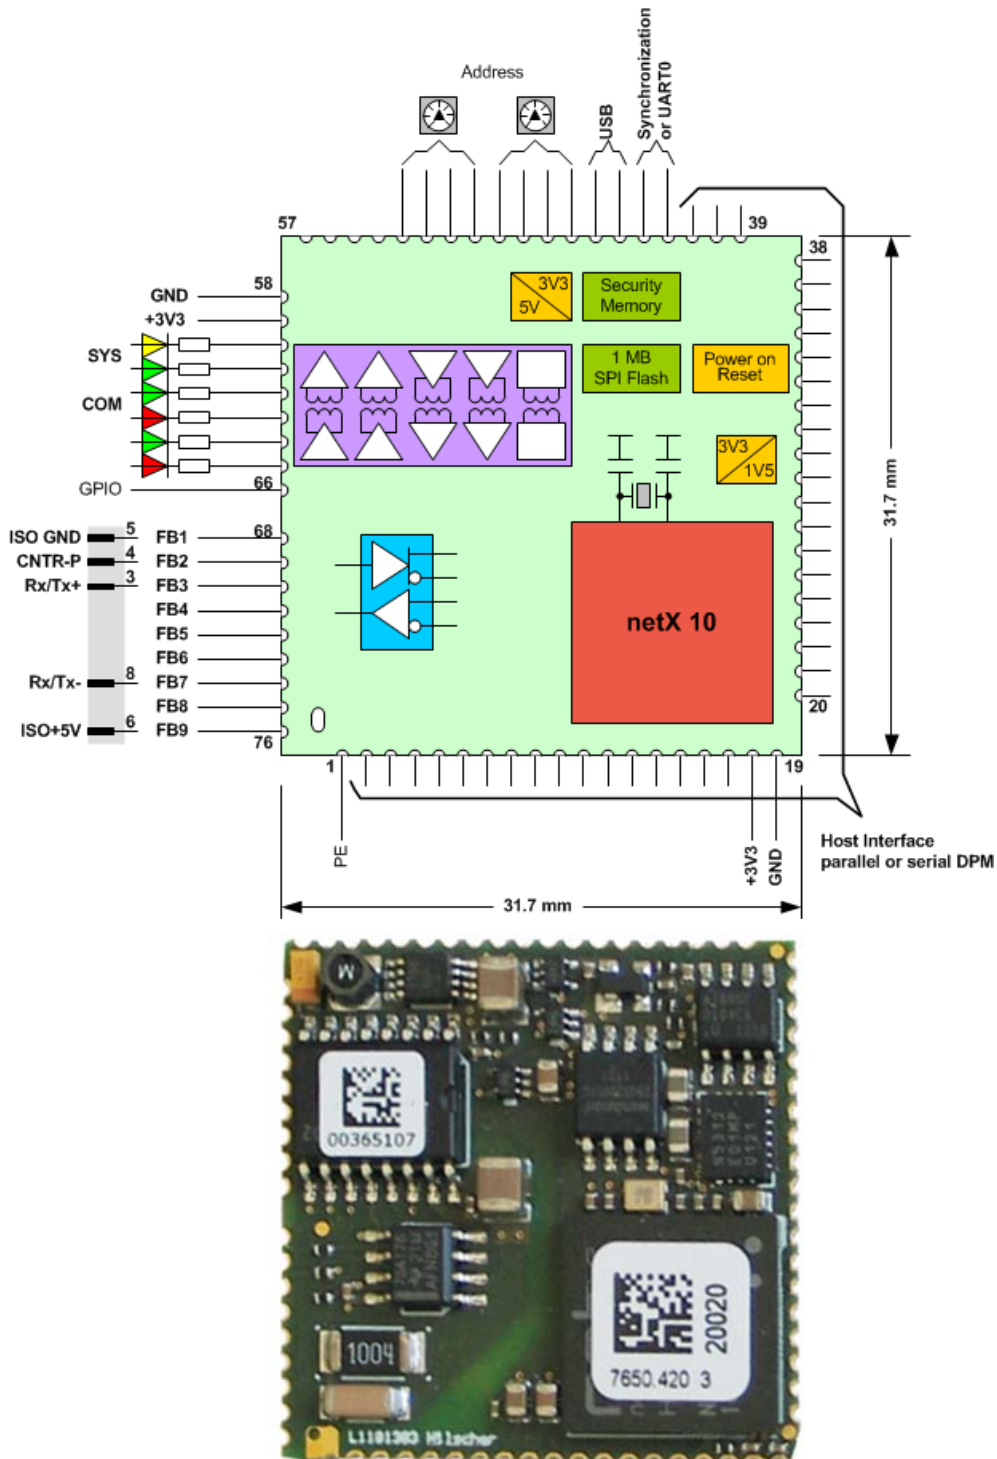 Address
USB
Synchronization
or UART0
57
39
38
58
GND
+3V3
SYS
COM
GPIO
66
3V3
5V
Security
Memory
1 MB
SPI Flash
Power on
Reset
3V3
1V5
31.7 mm
ISO GND
5
FB1
68
CNTR-P
4
FB2
Rx/Tx+
3
FB3
FB4
FB5
FB6
Rx/Tx-
8
FB7
FB8
ISO+5V
6
FB9
76
netX 10
20
1
19
PE
+3V3
GND
Host Interface
parallel or serial DPM
31.7 mm
M
00365107
N5312
E01MP
U121
1004
20020
7650.420 3
L1101383 Hilscher